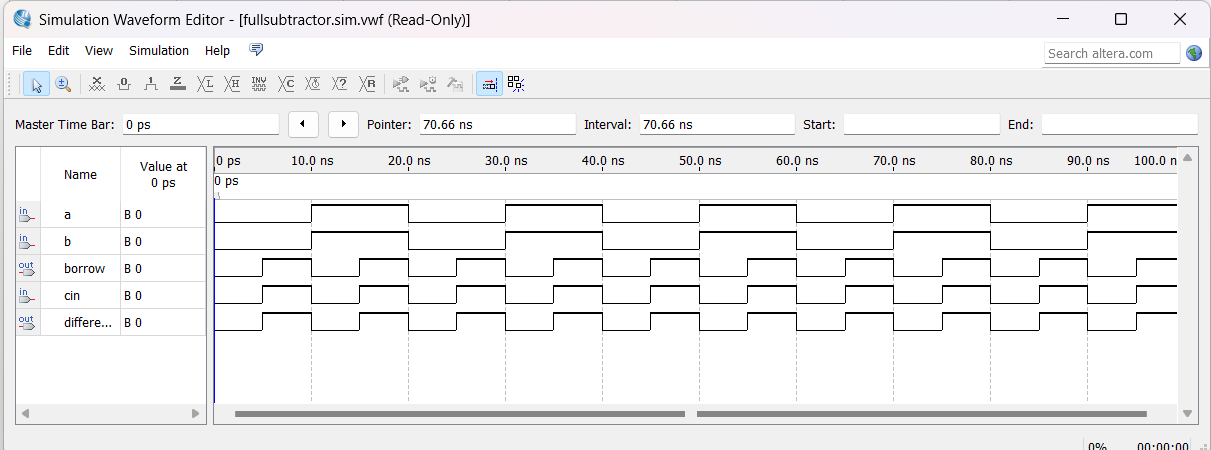 Simulation Waveform Editor - [fullsubtractor.sim.vwf (Read-Only)]
File Edit View Simulation Help
Search altera.com
Master Time Bar: 0 ps Pointer: 70.66 ns Interval: 70.66 ns Start: End:
Name Value at 0 ps
0 ps 10.0 ns 20.0 ns 30.0 ns 40.0 ns 50.0 ns 60.0 ns 70.0 ns 80.0 ns 90.0 ns 100.0 n
0 ps
in a B 0
in b B 0
out borrow B 0
in cin B 0
out differe... B 0
0% 00:00:00